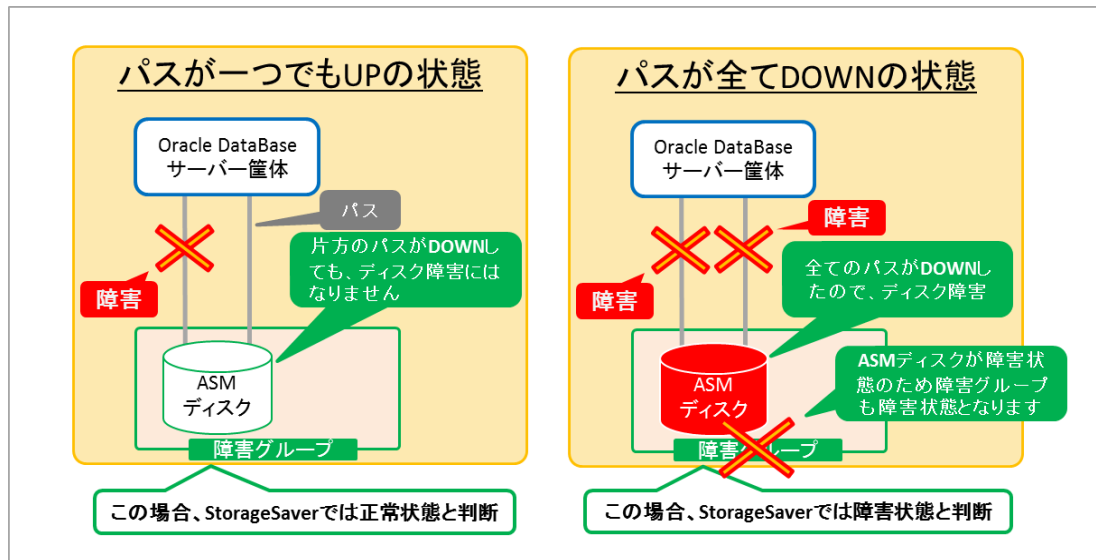 パスが一つでもUPの状態
Oracle DataBase
サーバー筐体
パス
片方のパスがDOWNし
ても、ディスク障害には
なりません
障害
ASM
ディスク
障害グループ
この場合、StorageSaverでは正常状態と判断
パスが全てDOWNの状態
Oracle DataBase
サーバー筐体
障害
全てのパスがDOWNし
たので、ディスク障害
障害
ASMディスクが障害状
態のため障害グループ
も障害状態となります
ASM
ディスク
障害グループ
この場合、StorageSaverでは障害状態と判断